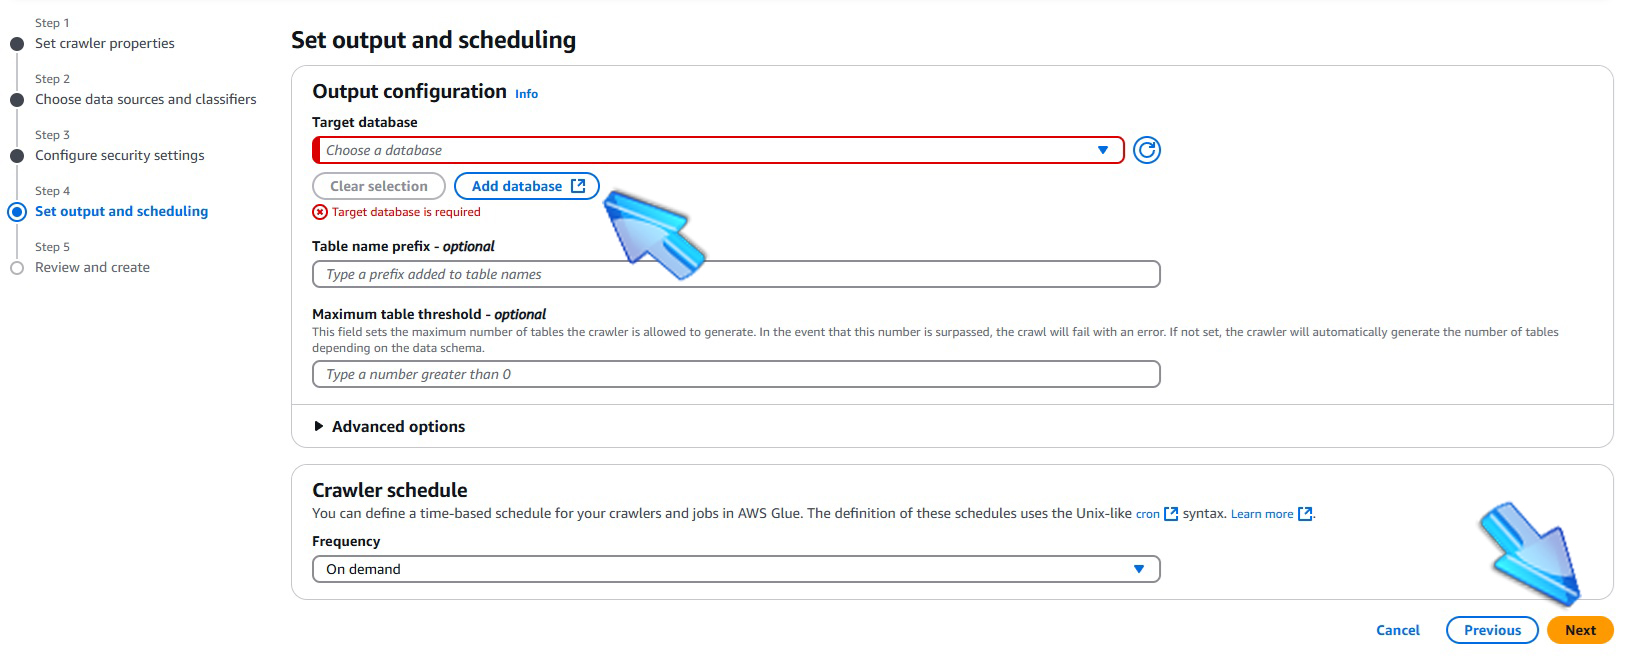 Step 1
Set crawler properties
Step 2
Choose data sources and classifiers
Step 3
Configure security settings
Step 4
Set output and scheduling
Step 5
Review and create
Set output and scheduling
Output configuration Info
Target database
Choose a database
Clear selection Add database
Target database is required
Table name prefix - optional
Type a prefix added to table names
Maximum table threshold - optional
This field sets the maximum number of tables the crawler is allowed to generate. In the event that this number is surpassed, the crawl will fail with an error. If not set, the crawler will automatically generate the number of tables
depending on the data schema.
Type a number greater than 0
Advanced options
Crawler schedule
You can define a time-based schedule for your crawlers and jobs in AWS Glue. The definition of these schedules uses the Unix-like cron syntax. Learn more.
Frequency
On demand
Cancel Previous Next